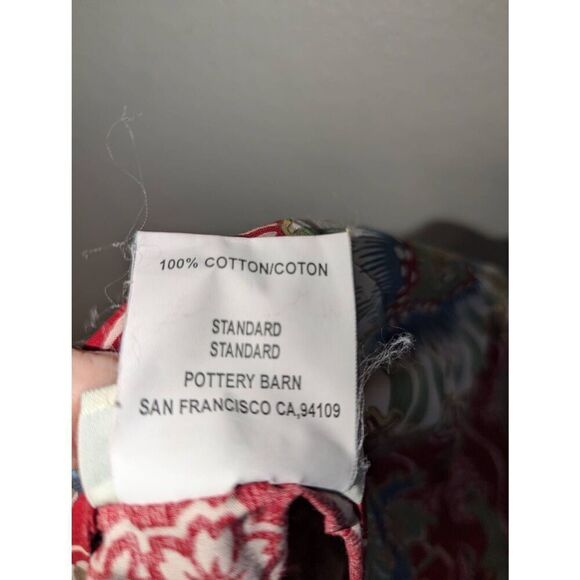 100% COTTON/COTON
STANDARD
STANDARD
POTTERY BARN
SAN FRANCISCO CA,94109